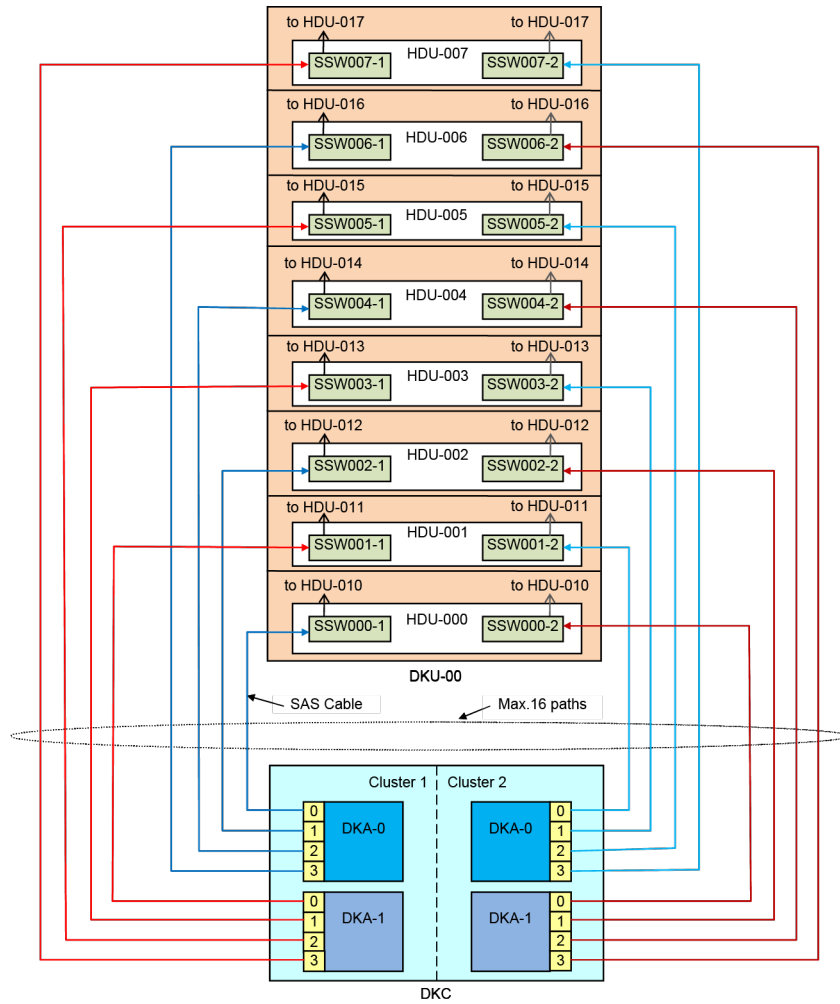 to HDU-017 to HDU-017
HDU-007
SSW007-1 SSW007-2
to HDU-016 to HDU-016
HDU-006
SSW006-1 SSW006-2
to HDU-015 to HDU-015
HDU-005
SSW005-1 SSW005-2
to HDU-014 to HDU-014
HDU-004
SSW004-1 SSW004-2
to HDU-013 to HDU-013
HDU-003
SSW003-1 SSW003-2
to HDU-012 to HDU-012
HDU-002
SSW002-1 SSW002-2
to HDU-011 to HDU-011
HDU-001
SSW001-1 SSW001-2
to HDU-010 to HDU-010
HDU-000
SSW000-1 SSW000-2
DKU-00
SAS Cable Max.16 paths
Cluster 1 Cluster 2
0 0
1 DKA-0 DKA-0 1
2 2
3 3
0 0
1 DKA-1 DKA-1 1
2 2
3 3
DKC